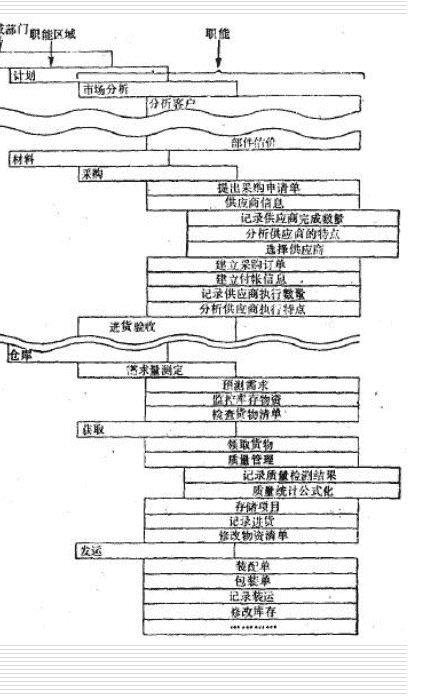 部门 职能区域 职能
计划
市场分析
分析客户
部件估价
材料
采购
提出采购申请单
供应商信息
记录供应商完成数量
分析供应商的特点
选择供应商
建立采购订单
建立付帐信息
记录供应商执行数量
分析供应商执行特点
进货验收
仓库
需求量测定
预测需求
监控库存物资
检查货物清单
获取
领取货物
质量管理
记录质量检测结果
质量统计公式化
存储项目
记录进货
修改物资清单
发运
装配单
包装单
记录装运
修改库存
………